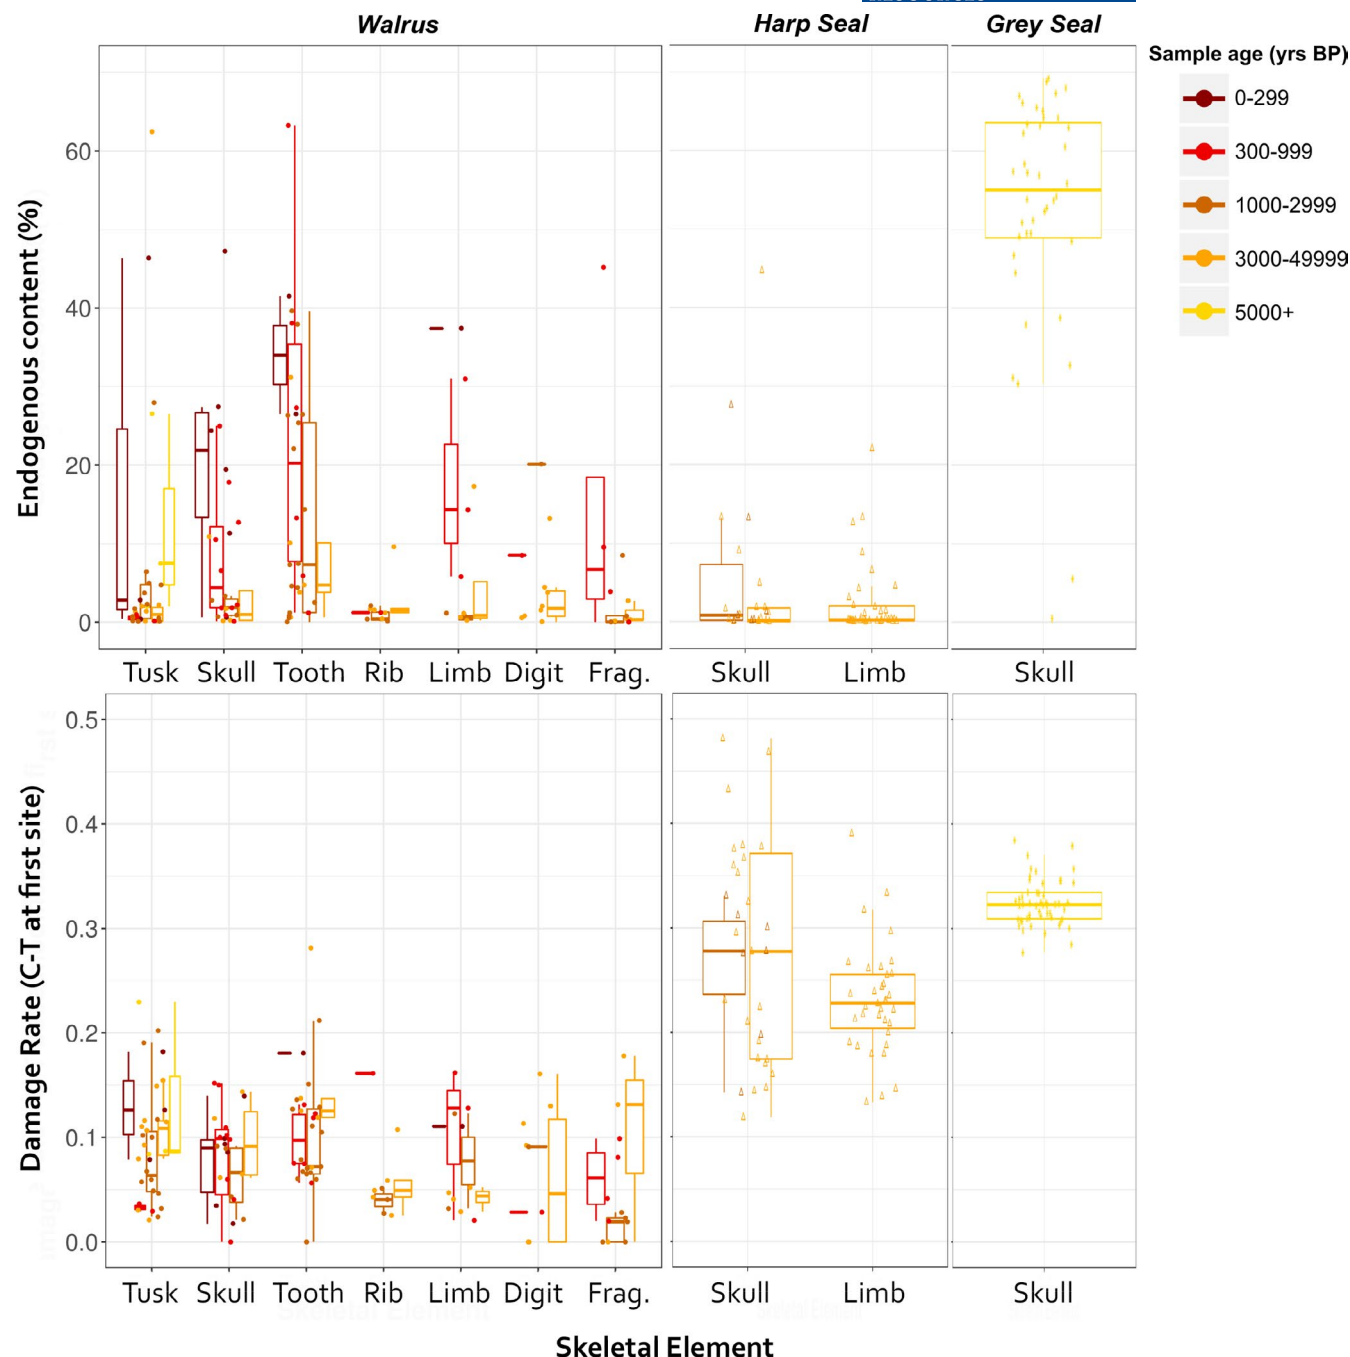 Walrus
Harp Seal
Grey Seal
Sample age (yrs BP)
0-299
300-999
1000-2999
3000-49999
5000+
Endogenous content (%)
60
40
20
0
Tusk
Skull
Tooth
Rib
Limb
Digit
Frag.
Skull
Limb
Skull
Damage Rate (C-T at first site)
0.5
0.4
0.3
0.2
0.1
0.0
Tusk
Skull
Tooth
Rib
Limb
Digit
Frag.
Skull
Limb
Skull
Skeletal Element
Skeletal Element